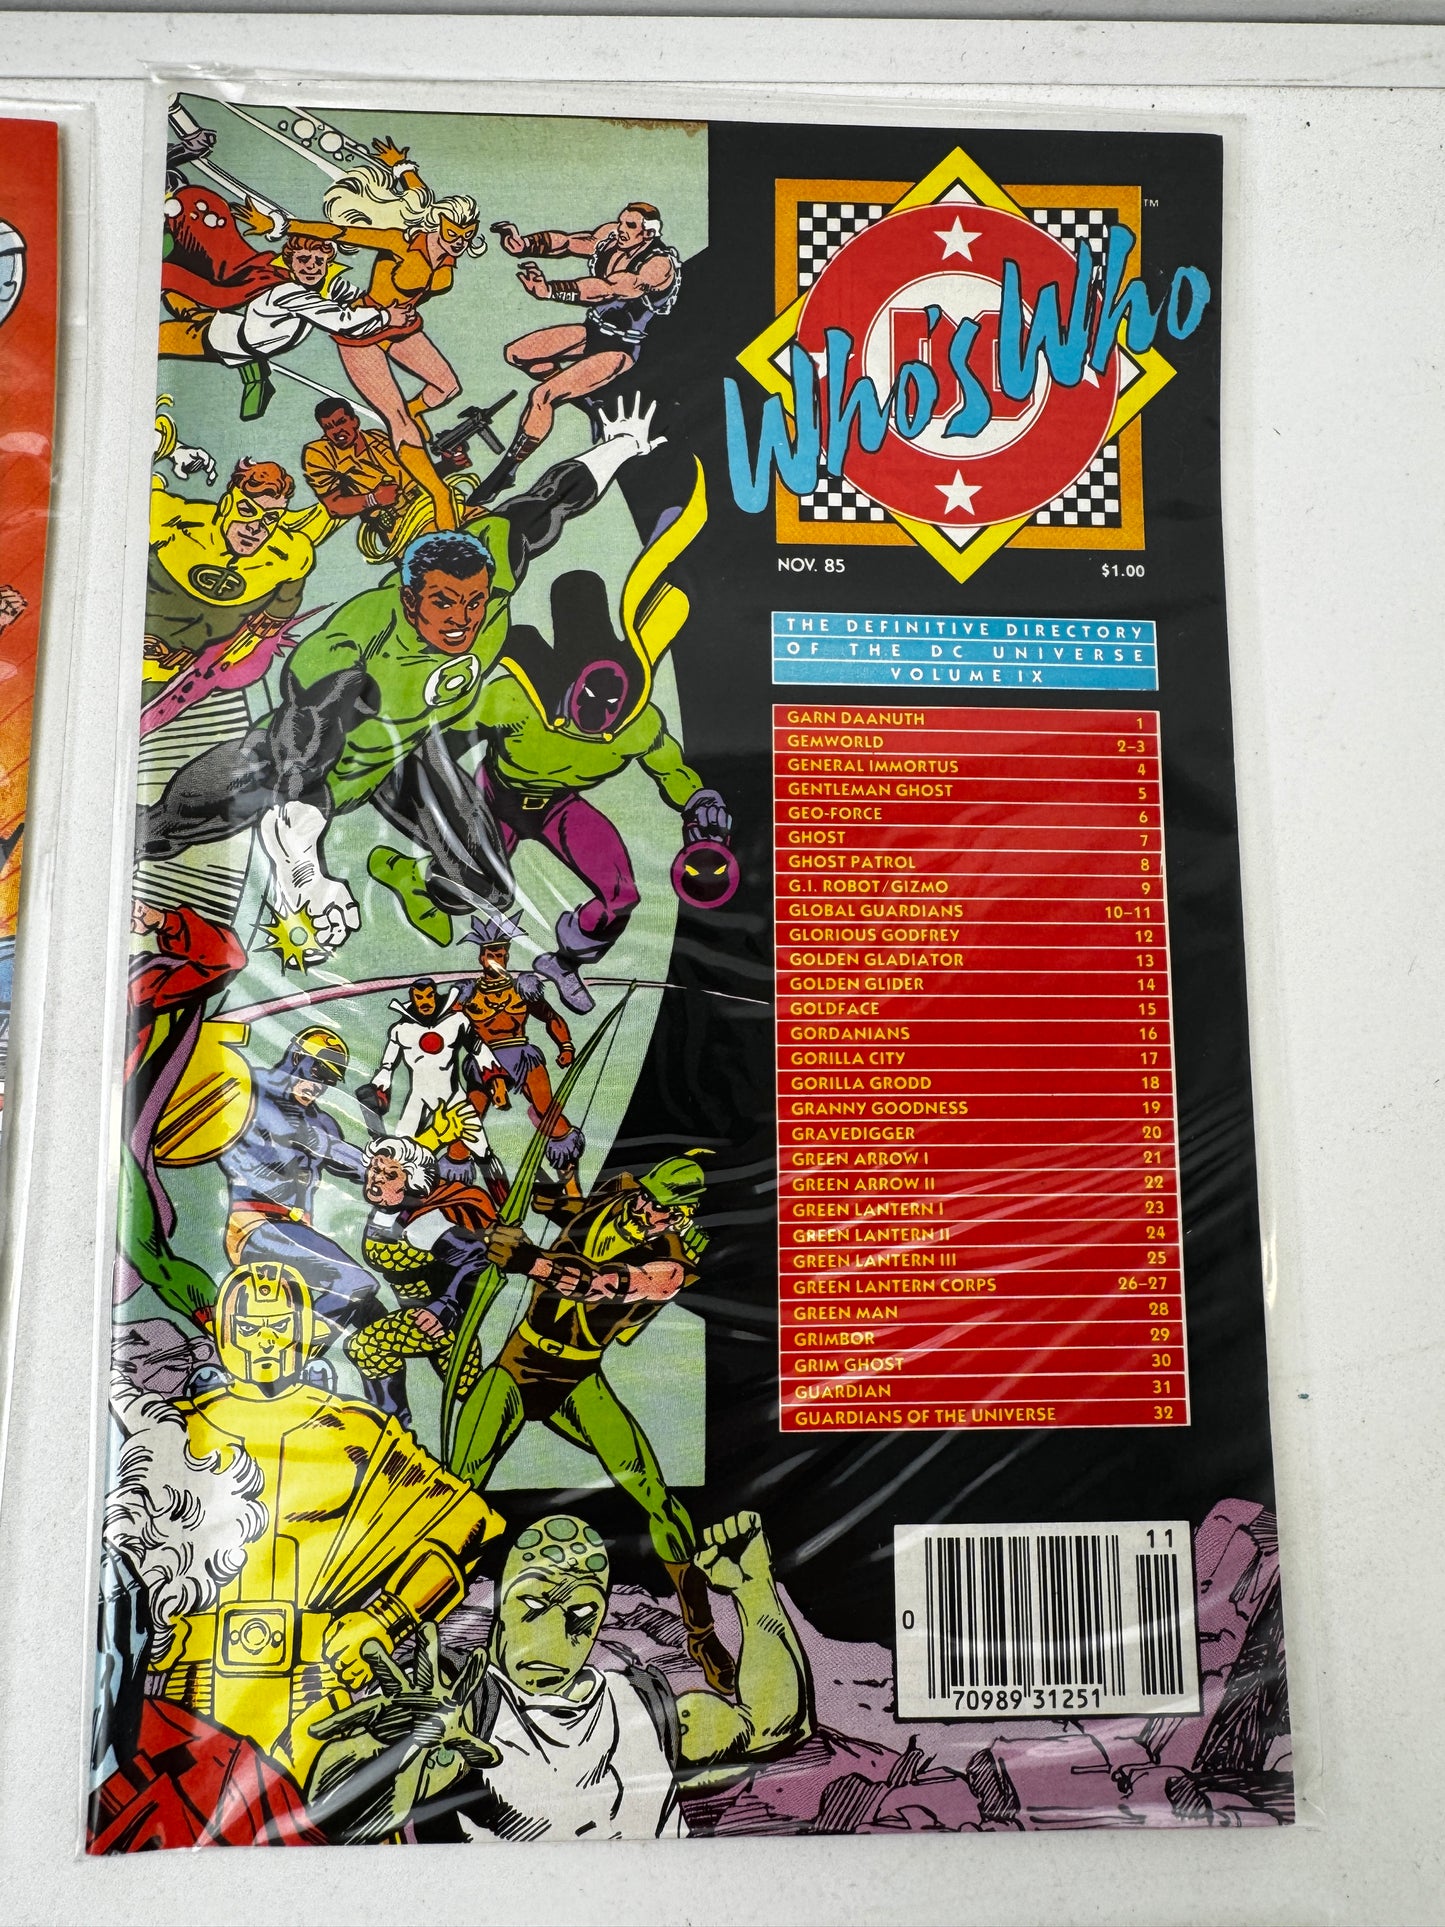 Who's Who
DC
TM
NOV. 85
$1.00
THE DEFINITIVE DIRECTORY
OF THE DC UNIVERSE
VOLUME IX
GARN DAANUTH 1
GEMWORLD 2–3
GENERAL IMMORTUS 4
GENTLEMAN GHOST 5
GEO-FORCE 6
GHOST 7
GHOST PATROL 8
G.I. ROBOT/GIZMO 9
GLOBAL GUARDIANS 10–11
GLORIOUS GODFREY 12
GOLDEN GLADIATOR 13
GOLDEN GLIDER 14
GOLDFACE 15
GORDANIANS 16
GORILLA CITY 17
GORILLA GRODD 18
GRANNY GOODNESS 19
GRAVEDIGGER 20
GREEN ARROW I 21
GREEN ARROW II 22
GREEN LANTERN I 23
GREEN LANTERN II 24
GREEN LANTERN III 25
GREEN LANTERN CORPS 26–27
GREEN MAN 28
GRIMBOR 29
GRIM GHOST 30
GUARDIAN 31
GUARDIANS OF THE UNIVERSE 32
GF
11
0 70989 31251